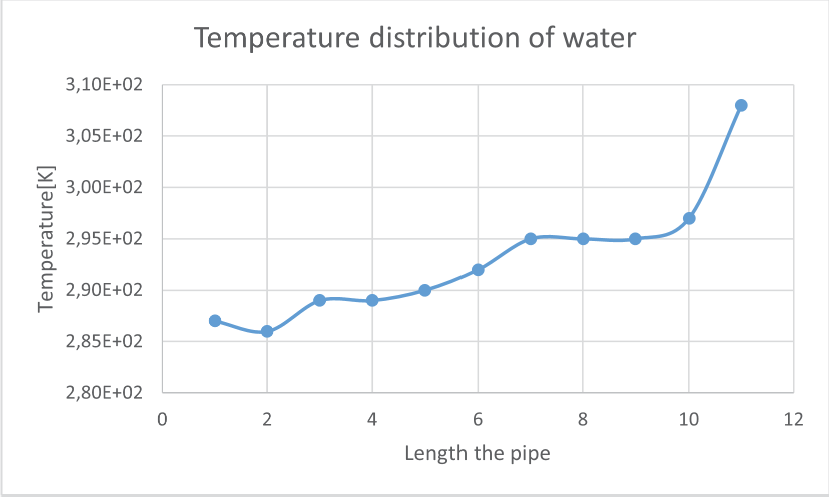 Temperature distribution of water
3,10E+02
3,05E+02
3,00E+02
2,95E+02
2,90E+02
2,85E+02
2,80E+02
Temperature[K]
0 2 4 6 8 10 12
Length the pipe